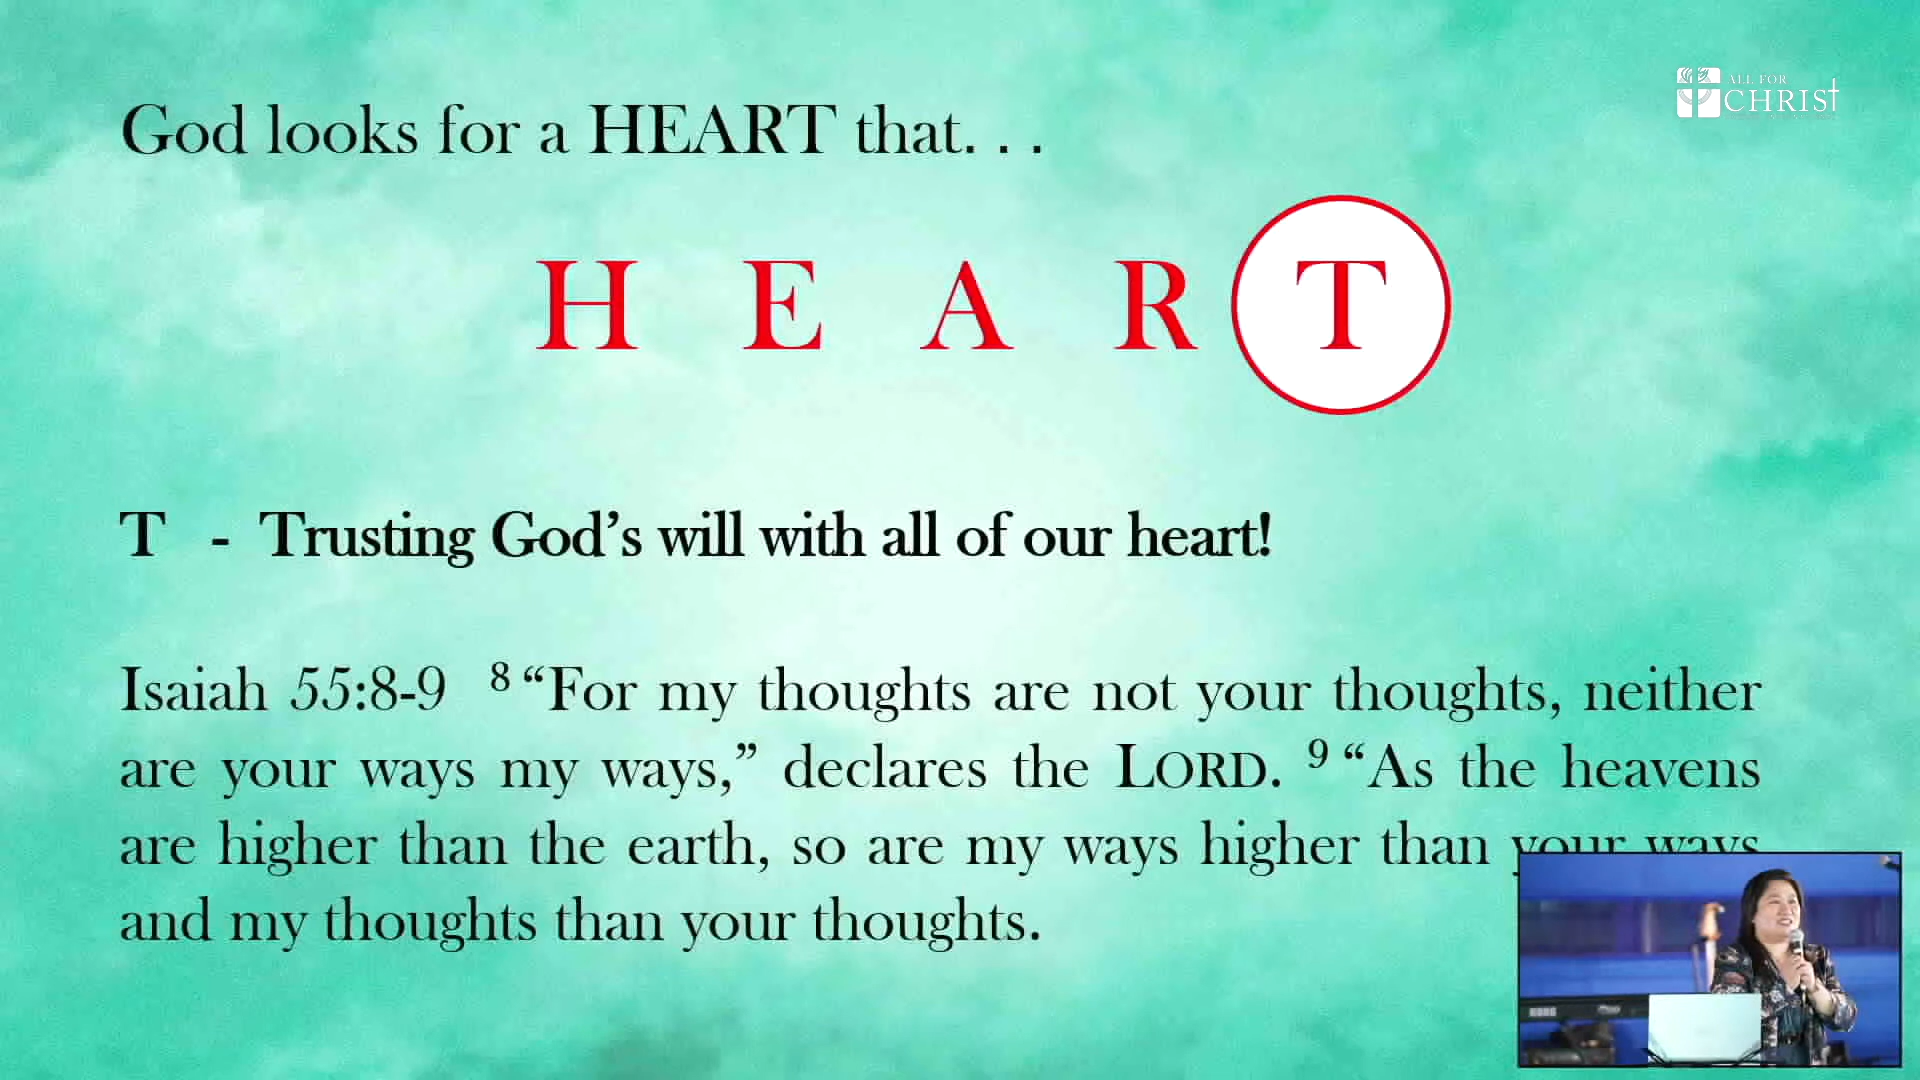 ALL FOR
CHRIST
God looks for a HEART that. . .
H E A R T
T - Trusting God’s will with all of our heart!
Isaiah 55:8-9 8 “For my thoughts are not your thoughts, neither
are your ways my ways,” declares the LORD. 9 “As the heavens
are higher than the earth, so are my ways higher than your ways
and my thoughts than your thoughts.
KORG